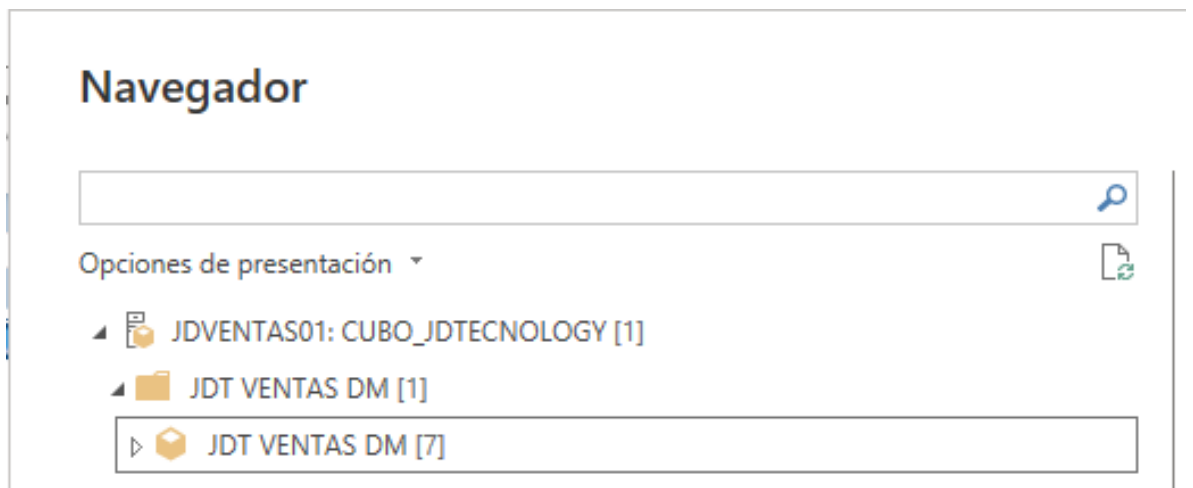 Navegador
Opciones de presentación
JDVENTAS01: CUBO_JDTECNOLOGY [1]
JDT VENTAS DM [1]
JDT VENTAS DM [7]